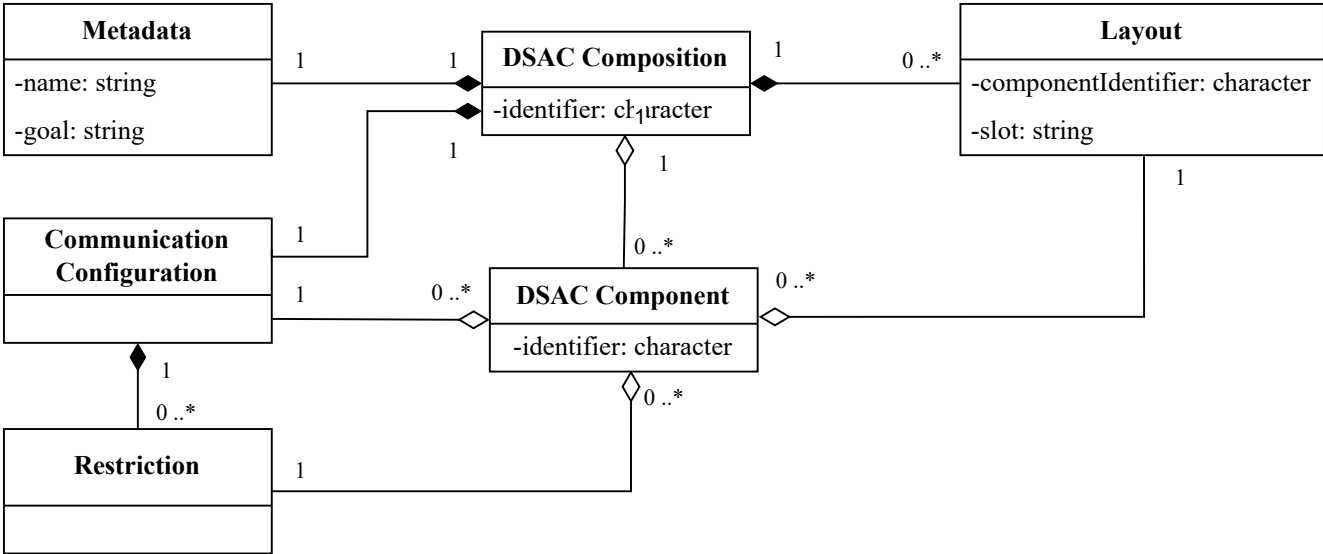 Metadata
-name: string
-goal: string
1
1
DSAC Composition
-identifier: ch1uracter
1
1
1
0 ..*
Layout
-componentIdentifier: character
-slot: string
1
Communication
Configuration
1
1
0 ..*
0 ..*
DSAC Component
-identifier: character
0 ..*
0 ..*
1
0 ..*
Restriction
1